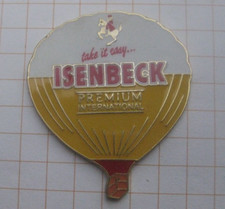 take it easy...
ISENBECK
PREMIUM
INTERNATIONAL